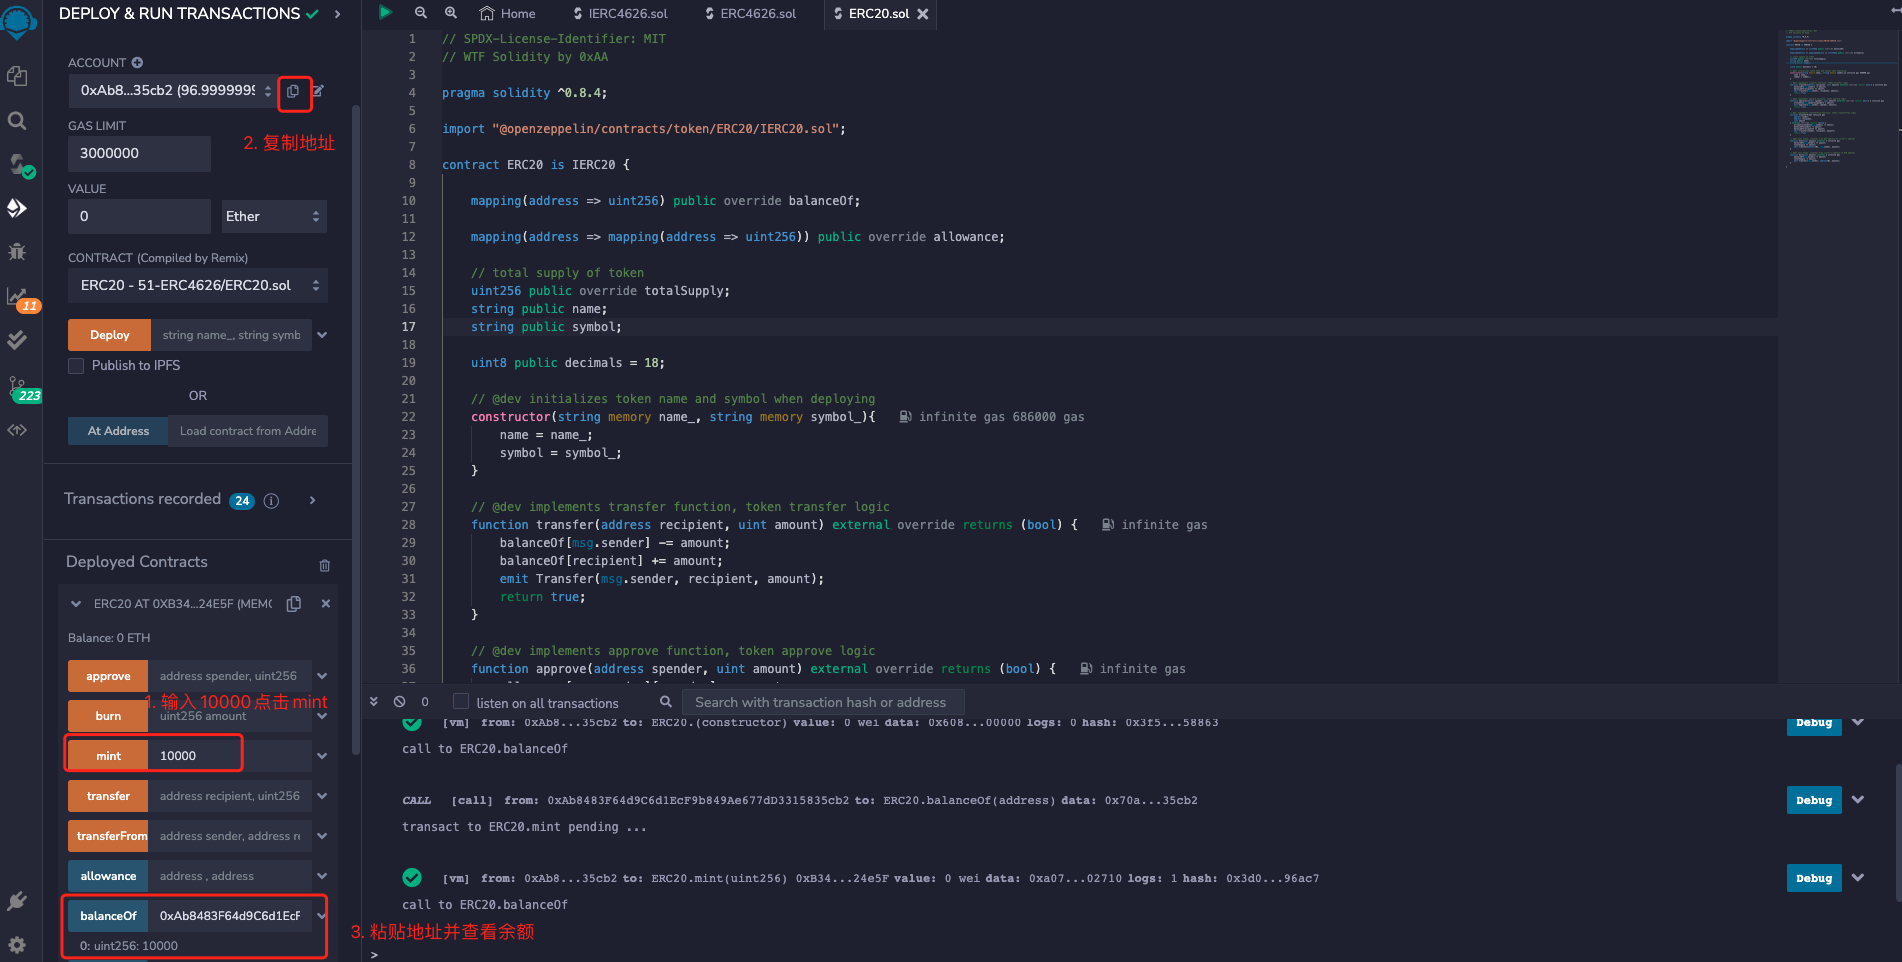 DEPLOY & RUN TRANSACTIONS
ACCOUNT
0xAb8...35cb2 (96.9999999
2. 复制地址
GAS LIMIT
3000000
VALUE
0
Ether
CONTRACT (Compiled by Remix)
ERC20 - 51-ERC4626/ERC20.sol
Deploy
string name_, string symb
Publish to IPFS
OR
At Address
Load contract from Addre
Transactions recorded 24
Deployed Contracts
ERC20 AT 0XB34...24E5F (MEMO
Balance: 0 ETH
approve
address spender, uint256
1. 输入10000点击mint
burn
uint256 amount
mint
10000
transfer
address recipient, uint256
transferFrom
address sender, address re
allowance
address , address
balanceOf
0xAb8483F64d9C6d1EcF
0: uint256: 10000
3. 粘贴地址并查看余额
11
223
Home
IERC4626.sol
ERC4626.sol
ERC20.sol
1 // SPDX-License-Identifier: MIT
2 // WTF Solidity by 0xAA
3
4 pragma solidity ^0.8.4;
5
6 import "@openzeppelin/contracts/token/ERC20/IERC20.sol";
7
8 contract ERC20 is IERC20 {
9
10 mapping(address => uint256) public override balanceOf;
11
12 mapping(address => mapping(address => uint256)) public override allowance;
13
14 // total supply of token
15 uint256 public override totalSupply;
16 string public name;
17 string public symbol;
18
19 uint8 public decimals = 18;
20
21 // @dev initializes token name and symbol when deploying
22 constructor(string memory name_, string memory symbol_){ infinite gas 686000 gas
23 name = name_;
24 symbol = symbol_;
25 }
26
27 // @dev implements transfer function, token transfer logic
28 function transfer(address recipient, uint amount) external override returns (bool) { infinite gas
29 balanceOf[msg.sender] -= amount;
30 balanceOf[recipient] += amount;
31 emit Transfer(msg.sender, recipient, amount);
32 return true;
33 }
34
35 // @dev implements approve function, token approve logic
36 function approve(address spender, uint amount) external override returns (bool) { infinite gas
0
listen on all transactions
Search with transaction hash or address
[vm] from: 0xAb8...35cb2 to: ERC20.(constructor) value: 0 wei data: 0x608...00000 logs: 0 hash: 0x3f5...58863
Debug
call to ERC20.balanceOf
CALL [call] from: 0xAb8483F64d9C6d1EcF9b849Ae677dD3315835cb2 to: ERC20.balanceOf(address) data: 0x70a...35cb2
Debug
transact to ERC20.mint pending ...
[vm] from: 0xAb8...35cb2 to: ERC20.mint(uint256) 0xB34...24e5F value: 0 wei data: 0xa07...02710 logs: 1 hash: 0x3d0...96ac7
Debug
call to ERC20.balanceOf
>